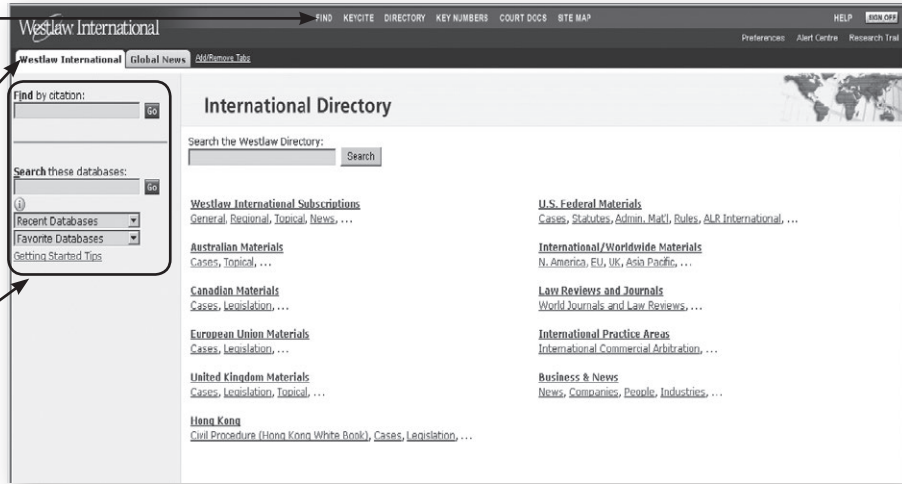 Westlaw International
FIND KEYCITE DIRECTORY KEY NUMBERS COURT DOCS SITE MAP
HELP SIGN OFF
Preferences Alert Centre Research Trail
Westlaw International Global News Add/Remove Tabs
Find by citation:
Go
Search these databases:
Go
Recent Databases
Favorite Databases
Getting Started Tips
International Directory
Search the Westlaw Directory:
Search
Westlaw International Subscriptions
General, Regional, Topical, News, ...
Australian Materials
Cases, Topical, ...
Canadian Materials
Cases, Legislation, ...
European Union Materials
Cases, Legislation, ...
United Kingdom Materials
Cases, Legislation, Topical, ...
Hong Kong
Civil Procedure (Hong Kong White Book), Cases, Legislation, ...
U.S. Federal Materials
Cases, Statutes, Admin. Mat'l, Rules, ALR International, ...
International/Worldwide Materials
N. America, EU, UK, Asia Pacific, ...
Law Reviews and Journals
World Journals and Law Reviews, ...
International Practice Areas
International Commercial Arbitration, ...
Business & News
News, Companies, People, Industries, ...